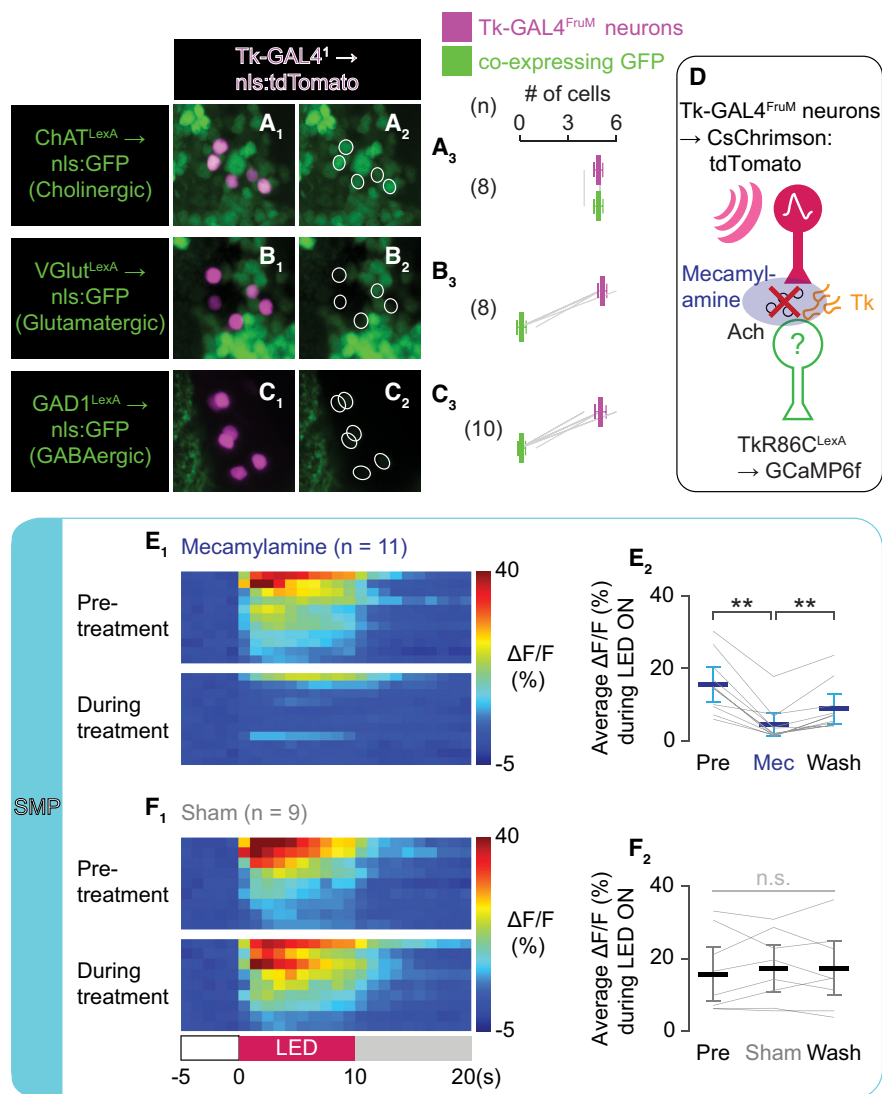 Tk-GAL4FruM neurons
co-expressing GFP
Tk-GAL4¹ →
nls:tdTomato
(n)
# of cells
0 3 6
ChATLexA →
nls:GFP
(Cholinergic)
A1
A2
A3
(8)
VGlutLexA →
nls:GFP
(Glutamatergic)
B1
B2
B3
(8)
GAD1LexA →
nls:GFP
(GABAergic)
C1
C2
C3
(10)
D
Tk-GAL4FruM neurons
→ CsChrimson:
tdTomato
Mecamyl-
amine
Tk
Ach
?
TkR86CLexA
→ GCaMP6f
SMP
E1 Mecamylamine (n = 11)
Pre-
treatment
During
treatment
40
ΔF/F
(%)
-5
E2
Average ΔF/F (%)
during LED ON
40
20
0
** **
Pre Mec Wash
F1 Sham (n = 9)
Pre-
treatment
During
treatment
40
ΔF/F
(%)
-5
LED
-5 0 10 20(s)
F2
Average ΔF/F (%)
during LED ON
40
20
0
n.s.
Pre Sham Wash